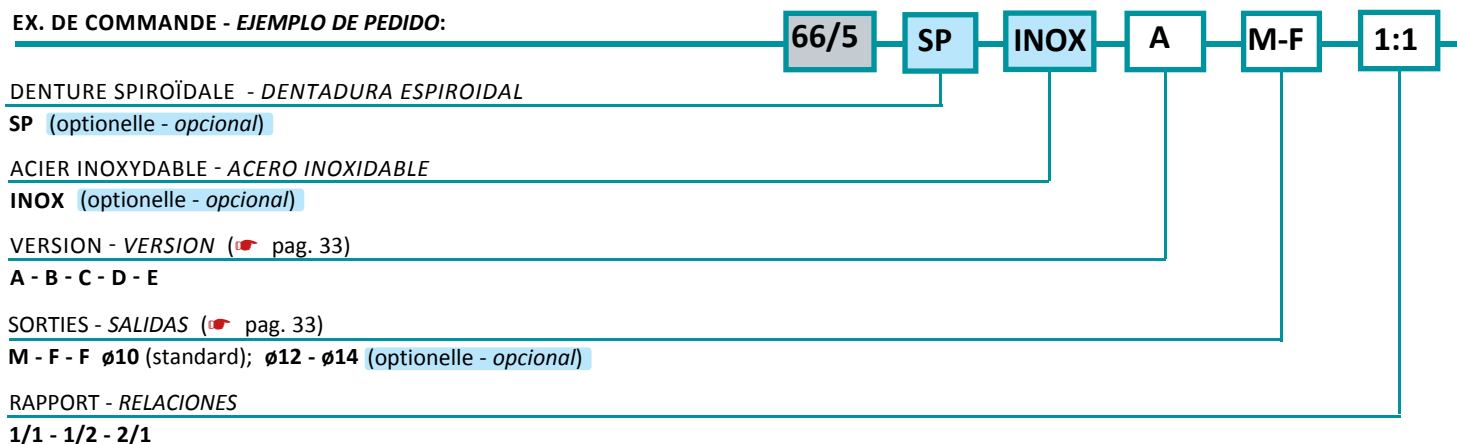 EX. DE COMMANDE - EJEMPLO DE PEDIDO:
66/5 SP INOX A M-F 1:1
DENTURE SPIROÏDALE - DENTADURA ESPIROIDAL
SP (optionelle - opcional)
ACIER INOXYDABLE - ACERO INOXIDABLE
INOX (optionelle - opcional)
VERSION - VERSION (☛ pag. 33)
A - B - C - D - E
SORTIES - SALIDAS (☛ pag. 33)
M - F - F ø10 (standard); ø12 - ø14 (optionelle - opcional)
RAPPORT - RELACIONES
1/1 - 1/2 - 2/1